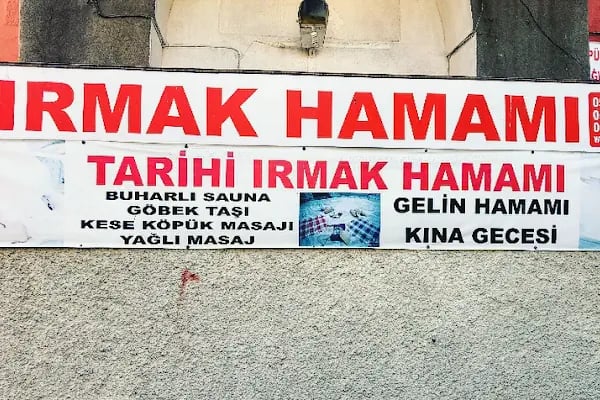 IRMAK HAMAMI
TARİHİ IRMAK HAMAMI
BUHARLI SAUNA
GÖBEK TAŞI
KESE KÖPÜK MASAJI
YAĞLI MASAJ
GELİN HAMAMI
KINA GECESİ